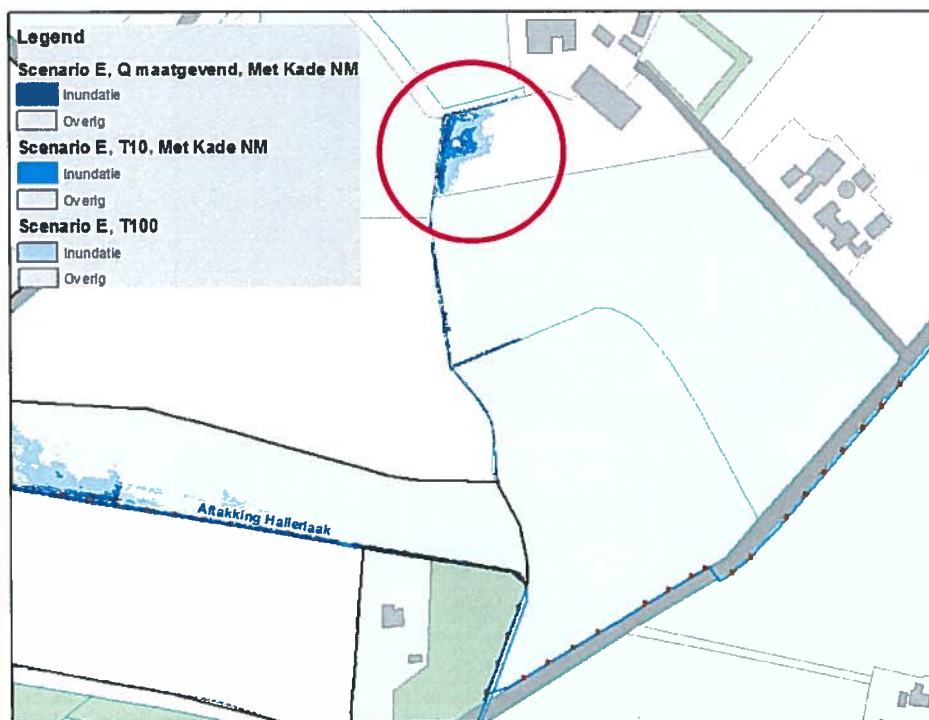 Legend
Scenario E, Q maatgevend, Met Kade NM
Inundatie
Overig
Scenario E, T10, Met Kade NM
Inundatie
Overig
Scenario E, T100
Inundatie
Overig
Aftakking Hallerlaak